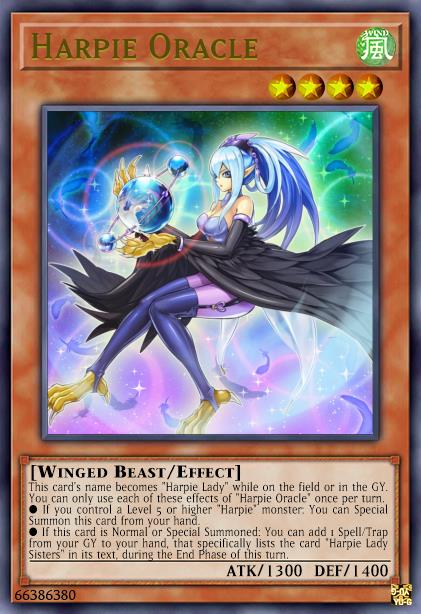 Harpie Oracle
WIND
風
[Winged Beast/Effect]
This card's name becomes "Harpie Lady" while on the field or in the GY.
You can only use each of these effects of "Harpie Oracle" once per turn.
● If you control a Level 5 or higher "Harpie" monster: You can Special
Summon this card from your hand.
● If this card is Normal or Special Summoned: You can add 1 Spell/Trap
from your GY to your hand, that specifically lists the card "Harpie Lady
Sisters" in its text, during the End Phase of this turn.
ATK/1300 DEF/1400
66386380